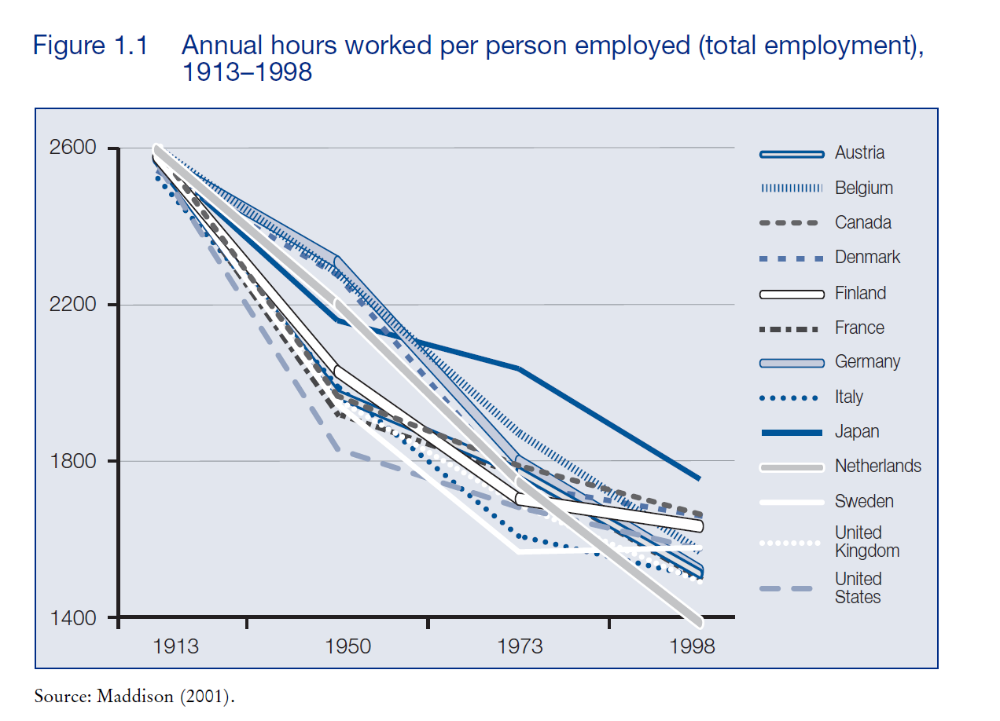 Figure 1.1 Annual hours worked per person employed (total employment),
1913–1998
2600
2200
1800
1400
1913 1950 1973 1998
Austria
Belgium
Canada
Denmark
Finland
France
Germany
Italy
Japan
Netherlands
Sweden
United
Kingdom
United
States
Source: Maddison (2001).